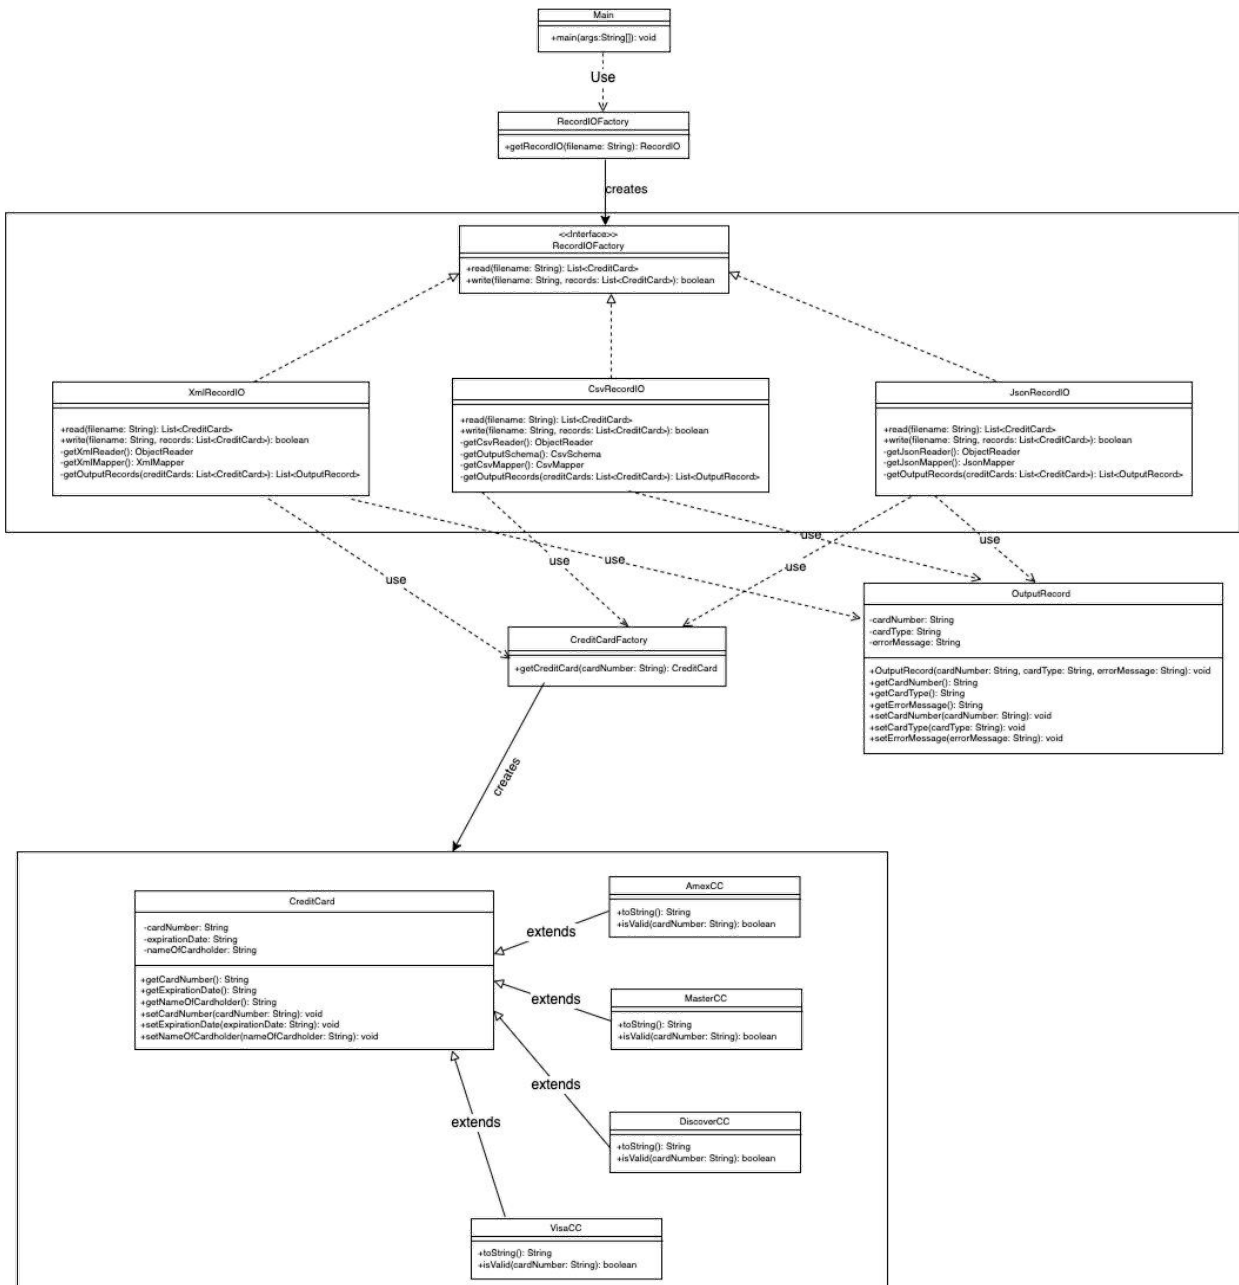 Main
+main(args:String[]): void
Use
RecordIOFactory
+getRecordIO(filename: String): RecordIO
creates
<<Interface>>
RecordIOFactory
+read(filename: String): List<CreditCard>
+write(filename: String, records: List<CreditCard>): boolean
XmlRecordIO
+read(filename: String): List<CreditCard>
+write(filename: String, records: List<CreditCard>): boolean
-getXmlReader(): ObjectReader
-getXmlMapper(): XmlMapper
-getOutputRecords(creditCards: List<CreditCard>): List<OutputRecord>
CsvRecordIO
+read(filename: String): List<CreditCard>
+write(filename: String, records: List<CreditCard>): boolean
-getCsvReader(): ObjectReader
-getOutputSchema(): CsvSchema
-getCsvMapper(): CsvMapper
-getOutputRecords(creditCards: List<CreditCard>): List<OutputRecord>
JsonRecordIO
+read(filename: String): List<CreditCard>
+write(filename: String, records: List<CreditCard>): boolean
-getJsonReader(): ObjectReader
-getJsonMapper(): JsonMapper
-getOutputRecords(creditCards: List<CreditCard>): List<OutputRecord>
use
use
use
use
use
use
CreditCardFactory
+getCreditCard(cardNumber: String): CreditCard
OutputRecord
-cardNumber: String
-cardType: String
-errorMessage: String
+OutputRecord(cardNumber: String, cardType: String, errorMessage: String): void
+getCardNumber(): String
+getCardType(): String
+getErrorMessage(): String
+setCardNumber(cardNumber: String): void
+setCardType(cardType: String): void
+setErrorMessage(errorMessage: String): void
creates
CreditCard
-cardNumber: String
-expirationDate: String
-nameOfCardholder: String
+getCardNumber(): String
+getExpirationDate(): String
+getNameOfCardholder(): String
+setCardNumber(cardNumber: String): void
+setExpirationDate(expirationDate: String): void
+setNameOfCardholder(nameOfCardholder: String): void
extends
AmexCC
+toString(): String
+isValid(cardNumber: String): boolean
extends
MasterCC
+toString(): String
+isValid(cardNumber: String): boolean
extends
DiscoverCC
+toString(): String
+isValid(cardNumber: String): boolean
extends
VisaCC
+toString(): String
+isValid(cardNumber: String): boolean